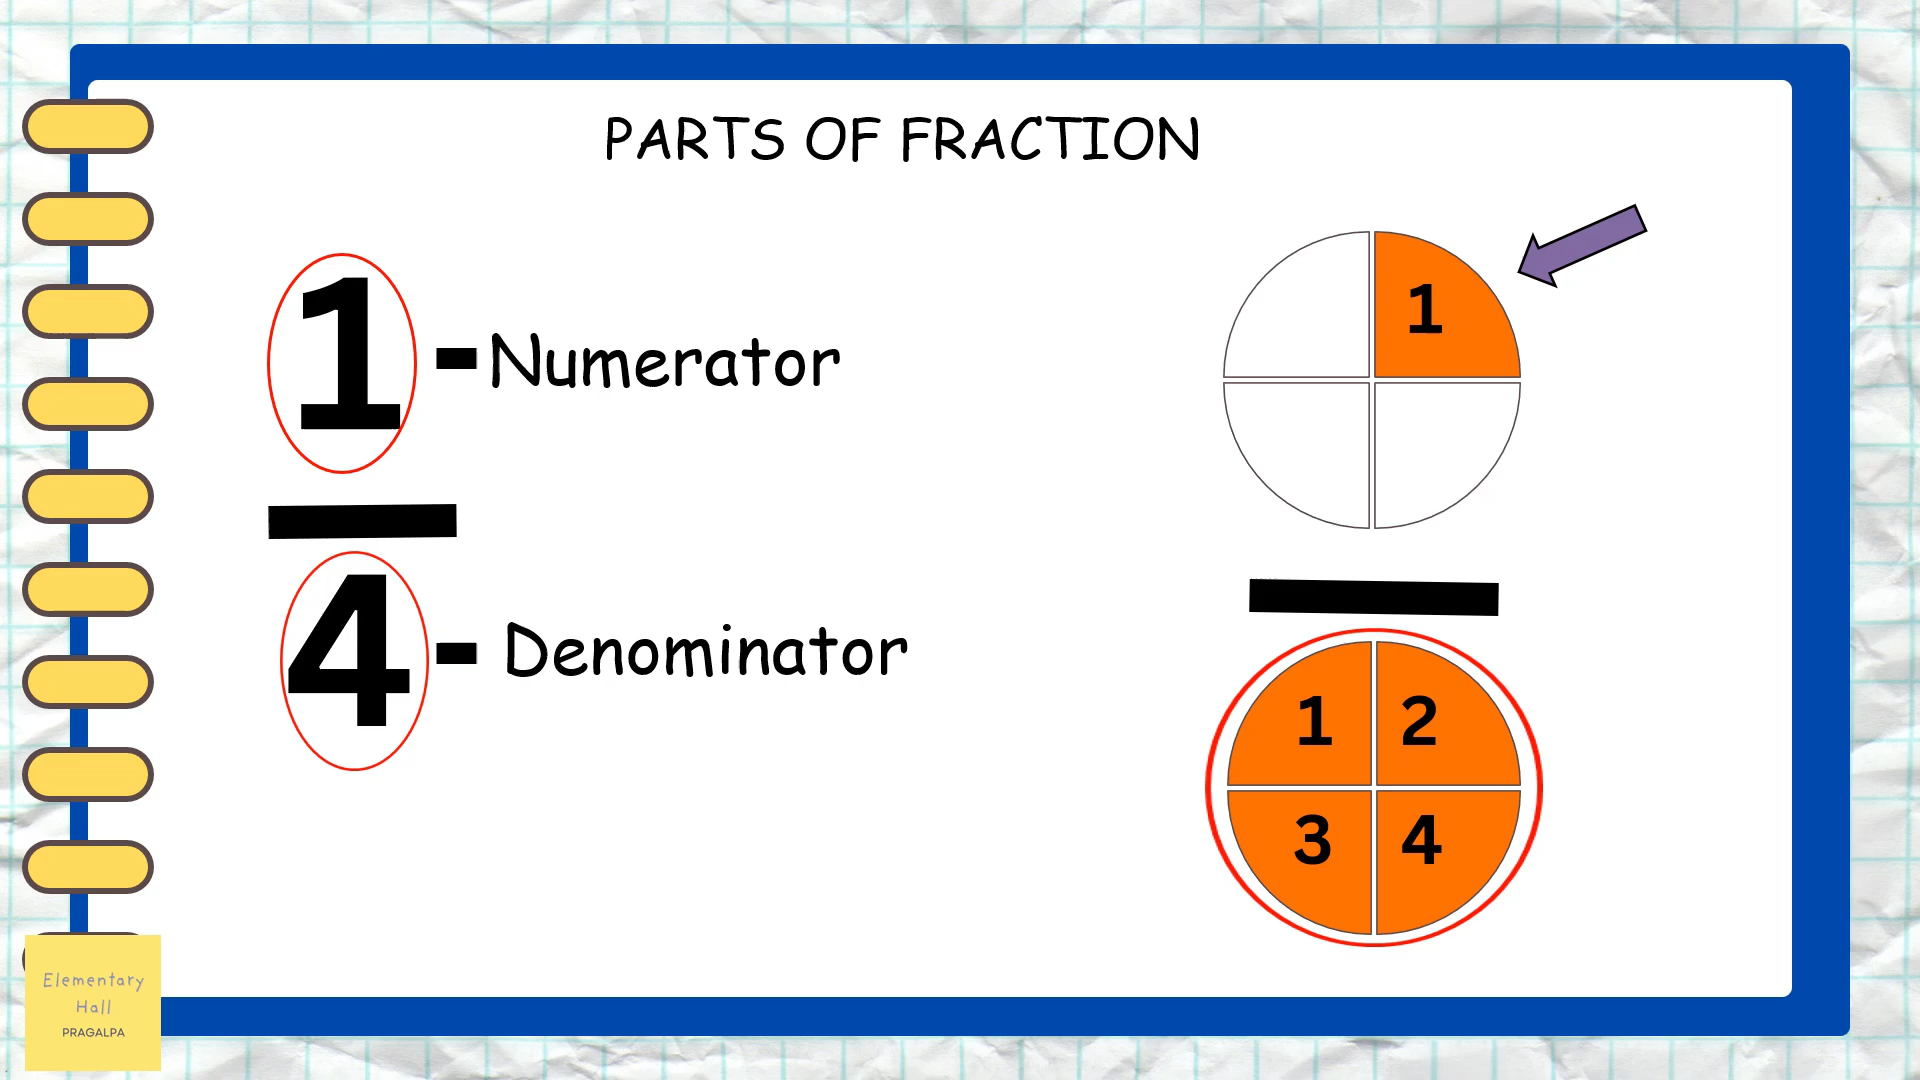 PARTS OF FRACTION
1 - Numerator
4 - Denominator
1
1 2
3 4
Elementary
Hall
PRAGALPA